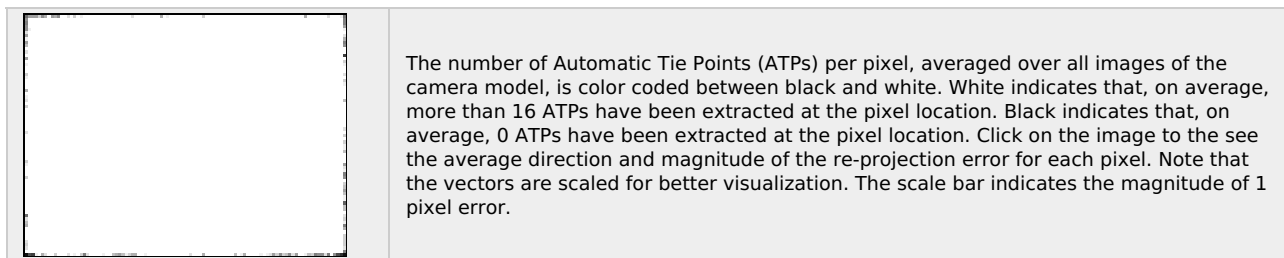 The number of Automatic Tie Points (ATPs) per pixel, averaged over all images of the
camera model, is color coded between black and white. White indicates that, on average,
more than 16 ATPs have been extracted at the pixel location. Black indicates that, on
average, 0 ATPs have been extracted at the pixel location. Click on the image to the see
the average direction and magnitude of the re-projection error for each pixel. Note that
the vectors are scaled for better visualization. The scale bar indicates the magnitude of 1
pixel error.